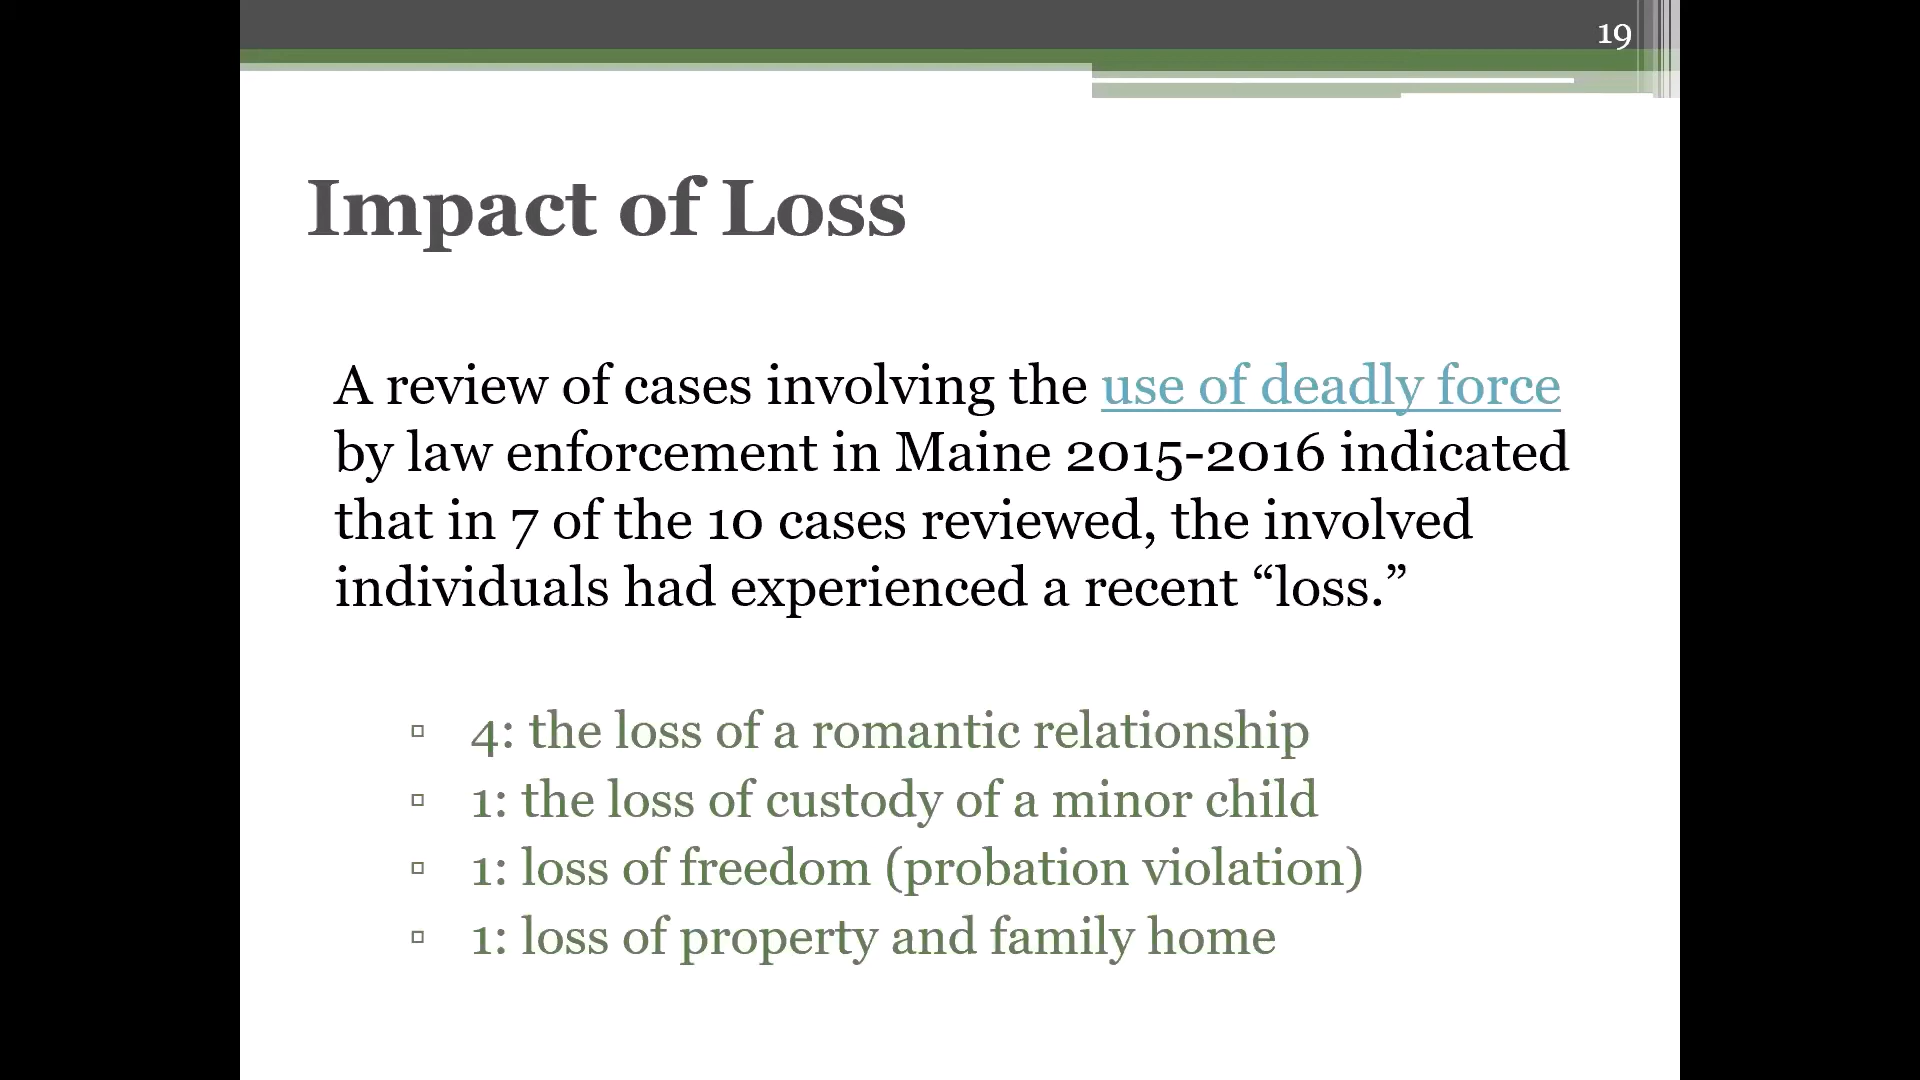 19
Impact of Loss
A review of cases involving the use of deadly force
by law enforcement in Maine 2015-2016 indicated
that in 7 of the 10 cases reviewed, the involved
individuals had experienced a recent “loss.”
▫ 4: the loss of a romantic relationship
▫ 1: the loss of custody of a minor child
▫ 1: loss of freedom (probation violation)
▫ 1: loss of property and family home